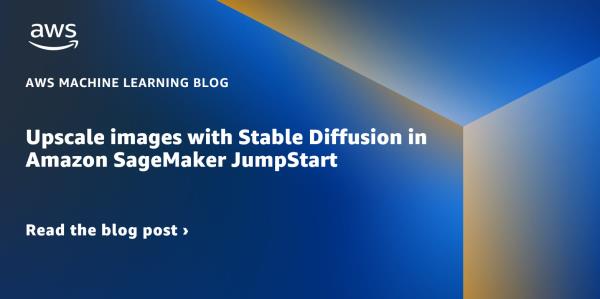 aws
AWS MACHINE LEARNING BLOG
Upscale images with Stable Diffusion in
Amazon SageMaker JumpStart
Read the blog post ›